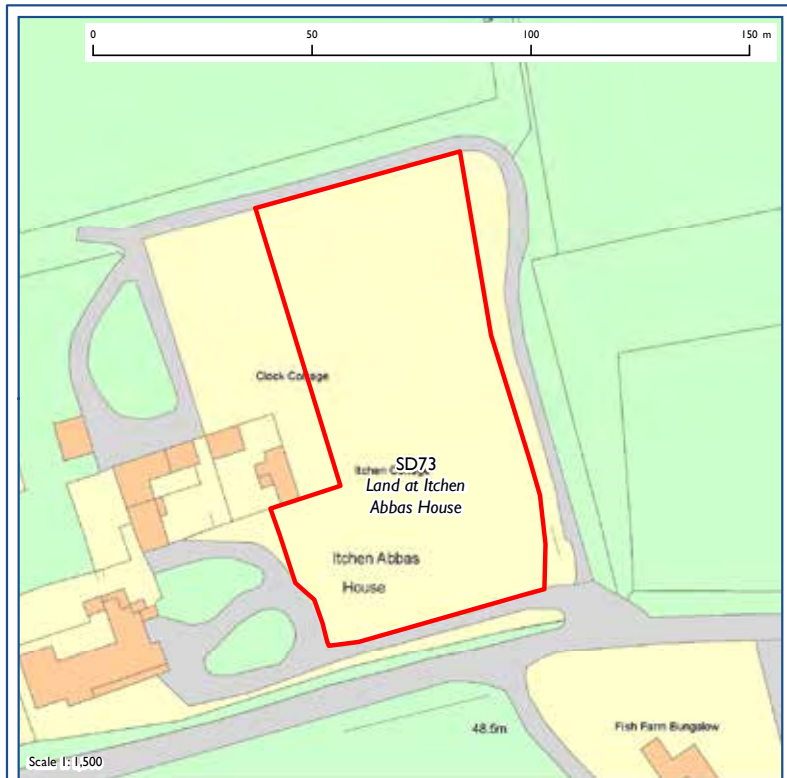 0 50 100 150 m
Clock Cottage
SD73
Itchen Cottage
Land at Itchen
Abbas House
Itchen Abbas
House
48.5m
Fish Farm Bungalow
Scale 1: 1,500